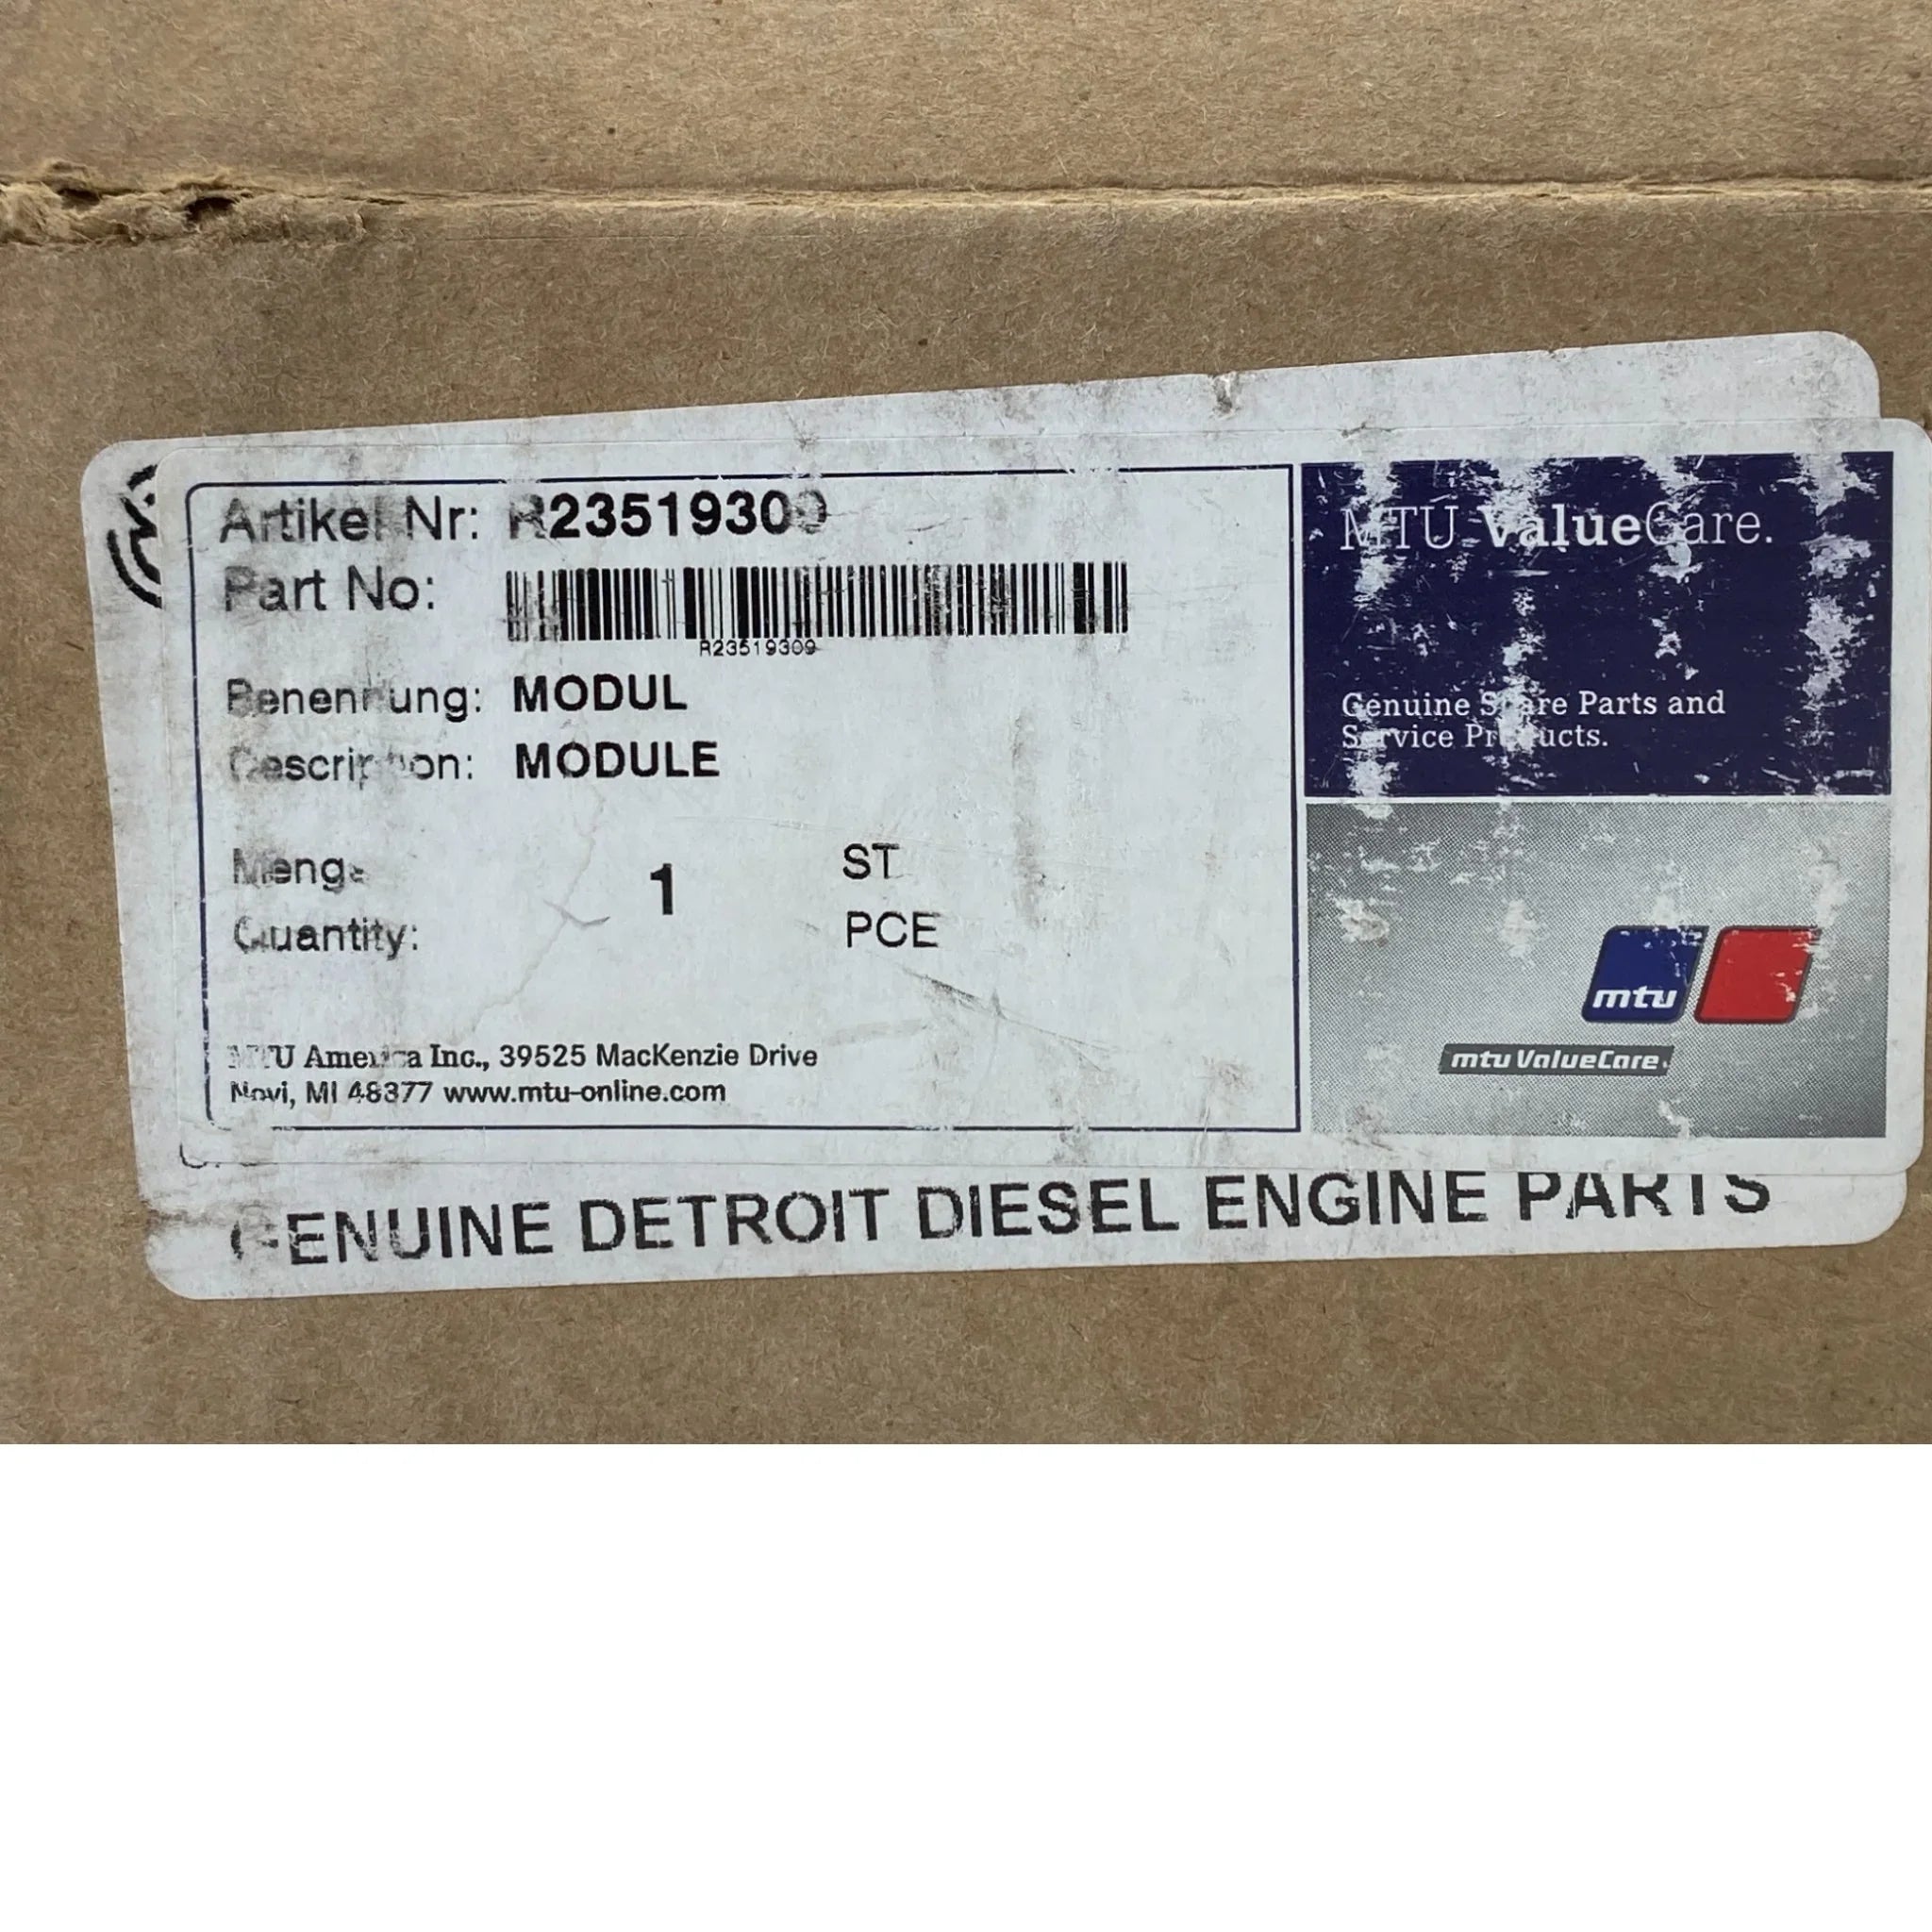 Artikel Nr: R23519309
Part No:
R23519309
Benennung: MODUL
Description: MODULE
Menge
1
ST
Quantity:
PCE
MTU America Inc., 39525 MacKenzie Drive
Novi, MI 48377 www.mtu-online.com
MTU ValueCare.
Genuine Spare Parts and
Service Products.
mtu
mtu ValueCare.
GENUINE DETROIT DIESEL ENGINE PARTS